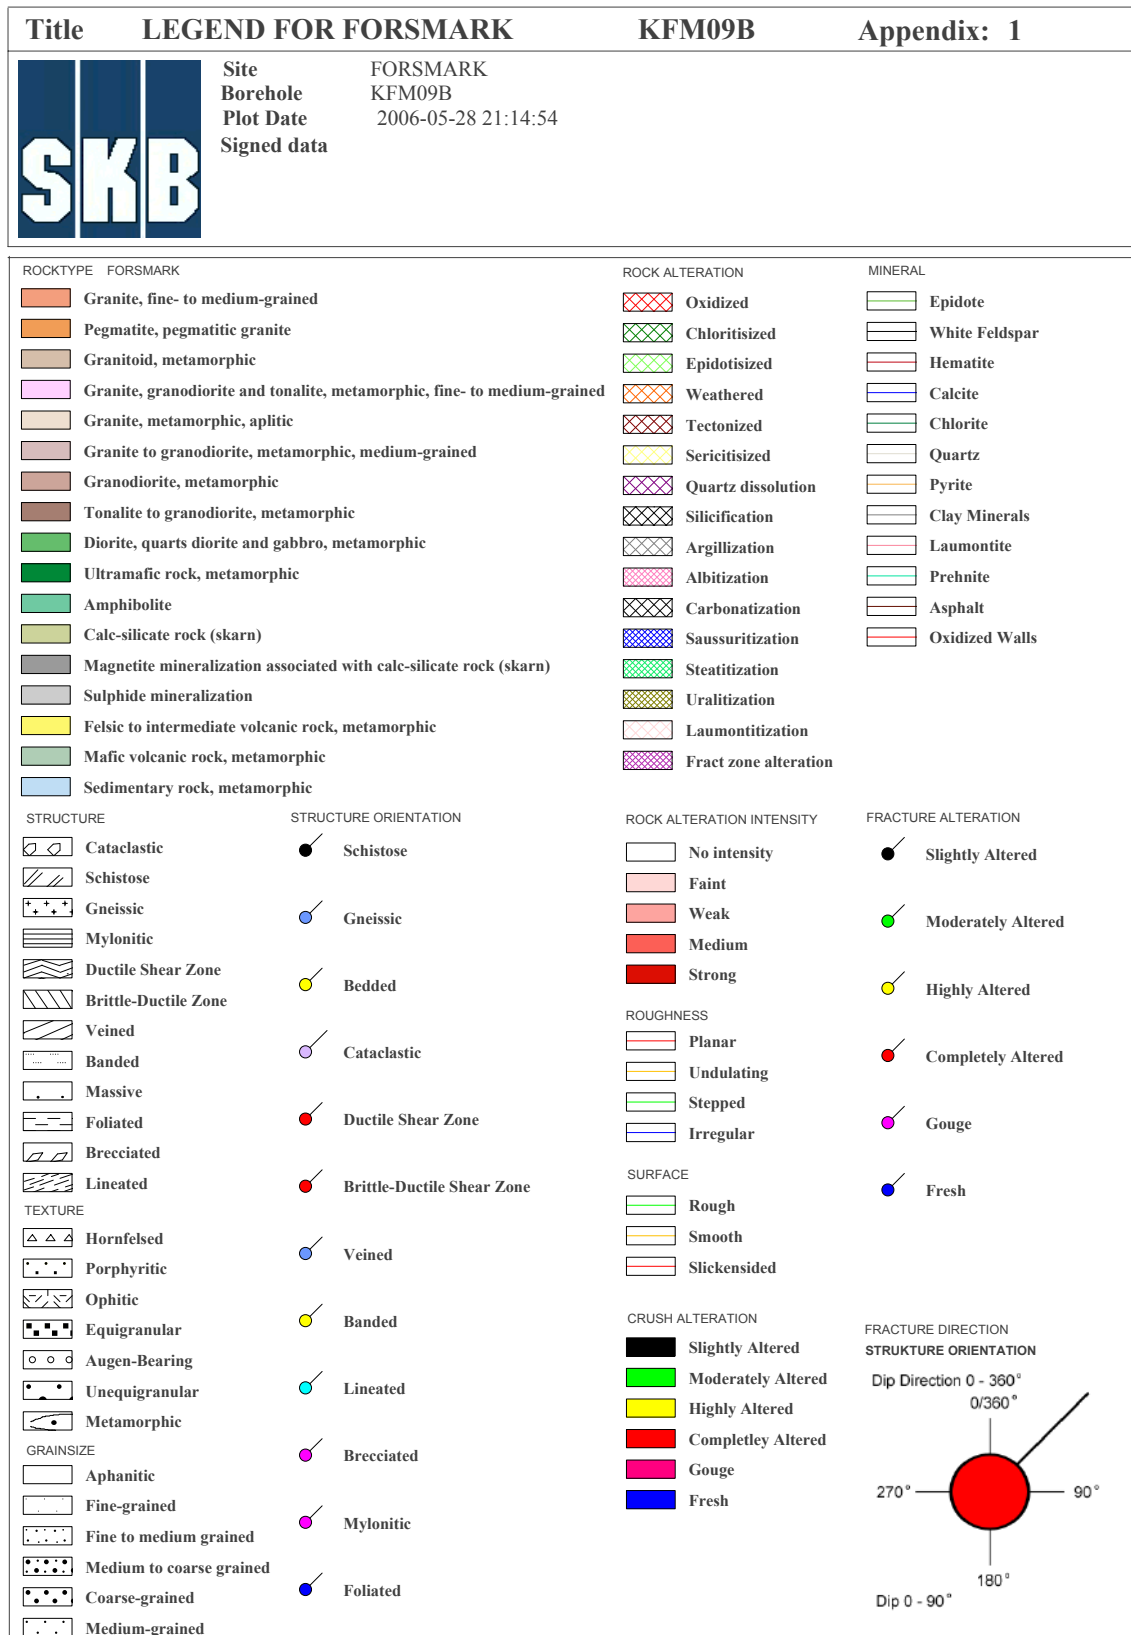 Title LEGEND FOR FORSMARK KFM09B Appendix: 1
SKB
Site FORSMARK
Borehole KFM09B
Plot Date 2006-05-28 21:14:54
Signed data
ROCKTYPE FORSMARK
Granite, fine- to medium-grained
Pegmatite, pegmatitic granite
Granitoid, metamorphic
Granite, granodiorite and tonalite, metamorphic, fine- to medium-grained
Granite, metamorphic, aplitic
Granite to granodiorite, metamorphic, medium-grained
Granodiorite, metamorphic
Tonalite to granodiorite, metamorphic
Diorite, quarts diorite and gabbro, metamorphic
Ultramafic rock, metamorphic
Amphibolite
Calc-silicate rock (skarn)
Magnetite mineralization associated with calc-silicate rock (skarn)
Sulphide mineralization
Felsic to intermediate volcanic rock, metamorphic
Mafic volcanic rock, metamorphic
Sedimentary rock, metamorphic
ROCK ALTERATION
Oxidized
Chloritisized
Epidotisized
Weathered
Tectonized
Sericitisized
Quartz dissolution
Silicification
Argillization
Albitization
Carbonatization
Saussuritization
Steatitization
Uralitization
Laumontitization
Fract zone alteration
MINERAL
Epidote
White Feldspar
Hematite
Calcite
Chlorite
Quartz
Pyrite
Clay Minerals
Laumontite
Prehnite
Asphalt
Oxidized Walls
STRUCTURE
Cataclastic
Schistose
Gneissic
Mylonitic
Ductile Shear Zone
Brittle-Ductile Zone
Veined
Banded
Massive
Foliated
Brecciated
Lineated
TEXTURE
Hornfelsed
Porphyritic
Ophitic
Equigranular
Augen-Bearing
Unequigranular
Metamorphic
GRAINSIZE
Aphanitic
Fine-grained
Fine to medium grained
Medium to coarse grained
Coarse-grained
Medium-grained
STRUCTURE ORIENTATION
Schistose
Gneissic
Bedded
Cataclastic
Ductile Shear Zone
Brittle-Ductile Shear Zone
Veined
Banded
Lineated
Brecciated
Mylonitic
Foliated
ROCK ALTERATION INTENSITY
No intensity
Faint
Weak
Medium
Strong
ROUGHNESS
Planar
Undulating
Stepped
Irregular
SURFACE
Rough
Smooth
Slickensided
CRUSH ALTERATION
Slightly Altered
Moderately Altered
Highly Altered
Completley Altered
Gouge
Fresh
FRACTURE ALTERATION
Slightly Altered
Moderately Altered
Highly Altered
Completely Altered
Gouge
Fresh
FRACTURE DIRECTION
STRUKTURE ORIENTATION
Dip Direction 0 - 360°
0/360°
270° 90°
180°
Dip 0 - 90°